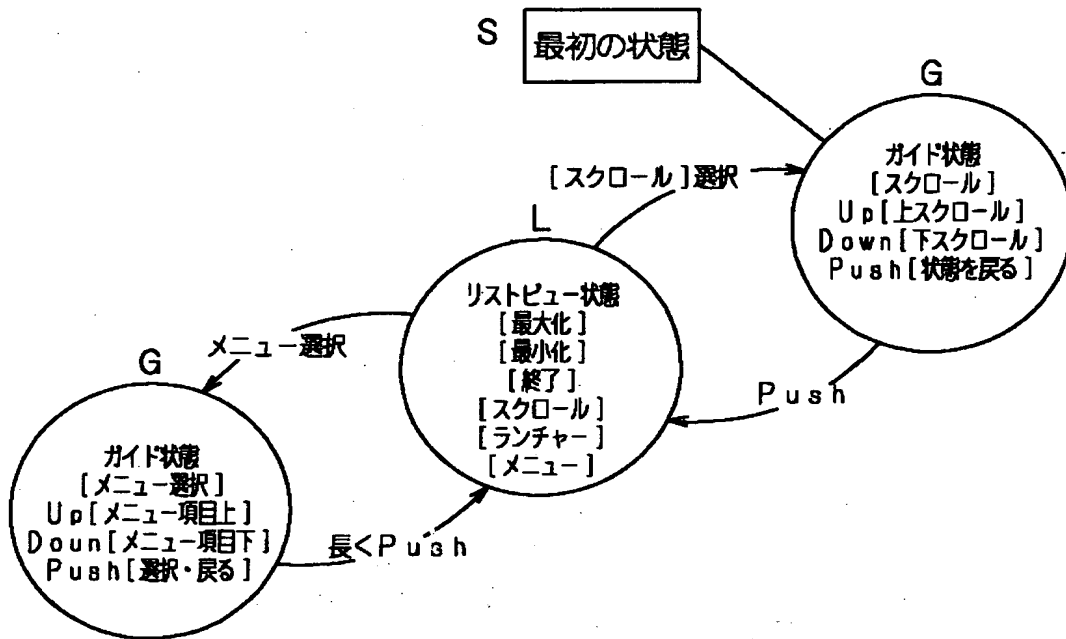 S
最初の状態
G
ガイド状態
[スクロール]
Up[上スクロール]
Down[下スクロール]
Push[状態を戻る]
[スクロール]選択
L
リストビュー状態
[最大化]
[最小化]
[終了]
[スクロール]
[ランチャー]
[メニュー]
Push
メニュー選択
G
ガイド状態
[メニュー選択]
Up[メニュー項目上]
Doun[メニュー項目下]
Push[選択・戻る]
長くPush